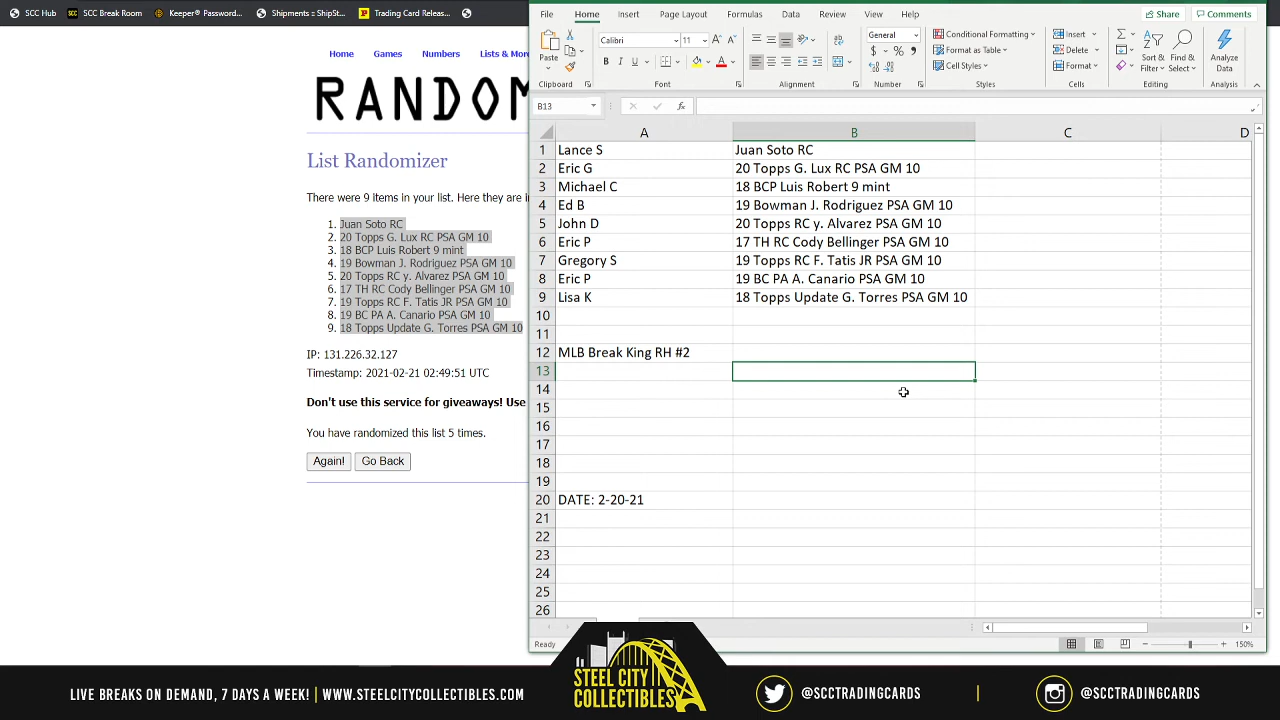 SCC Hub
SCC Break Room
Keeper® Password...
Shipments :: ShipSt...
Trading Card Releas...
Home Games Numbers Lists & More
RANDOM
List Randomizer
There were 9 items in your list. Here they are in
1. Juan Soto RC
2. 20 Topps G. Lux RC PSA GM 10
3. 18 BCP Luis Robert 9 mint
4. 19 Bowman J. Rodriguez PSA GM 10
5. 20 Topps RC y. Alvarez PSA GM 10
6. 17 TH RC Cody Bellinger PSA GM 10
7. 19 Topps RC F. Tatis JR PSA GM 10
8. 19 BC PA A. Canario PSA GM 10
9. 18 Topps Update G. Torres PSA GM 10
IP: 131.226.32.127
Timestamp: 2021-02-21 02:49:51 UTC
Don't use this service for giveaways! Use
You have randomized this list 5 times.
Again! Go Back
File Home Insert Page Layout Formulas Data Review View Help Share Comments
Paste
Calibri 11
B I U
General
$ % 9
Conditional Formatting
Format as Table
Cell Styles
Insert
Delete
Format
Sort & Filter
Find & Select
Analyze Data
Clipboard Font Alignment Number Styles Cells Editing Analysis
B13 fx
A B C D
1 Lance S Juan Soto RC
2 Eric G 20 Topps G. Lux RC PSA GM 10
3 Michael C 18 BCP Luis Robert 9 mint
4 Ed B 19 Bowman J. Rodriguez PSA GM 10
5 John D 20 Topps RC y. Alvarez PSA GM 10
6 Eric P 17 TH RC Cody Bellinger PSA GM 10
7 Gregory S 19 Topps RC F. Tatis JR PSA GM 10
8 Eric P 19 BC PA A. Canario PSA GM 10
9 Lisa K 18 Topps Update G. Torres PSA GM 10
10
11
12 MLB Break King RH #2
13
14
15
16
17
18
19
20 DATE: 2-20-21
21
22
23
24
25
26
Ready
150%
LIVE BREAKS ON DEMAND, 7 DAYS A WEEK! | WWW.STEELCITYCOLLECTIBLES.COM
STEEL CITY COLLECTIBLES
@SCCTRADINGCARDS
@SCCTRADINGCARDS